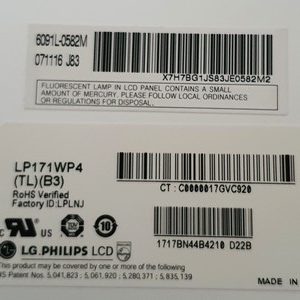 6091L-0582M
071116 J83
X7H7BG1JS83JE0582M2
FLUORESCENT LAMP IN LCD PANEL CONTAINS A SMALL
AMOUNT OF MERCURY. PLEASE FOLLOW LOCAL ORDINANCES
OR REGULATIONS FOR DISPOSAL
LP171WP4
(TL)(B3)
RoHS Verified
Factory ID:LPLNJ
CT : C0000017GVC920
1717BN44B4210 D22B
LG.PHILIPS LCD
This product may be covered by one or more of the following
US Patent Nos. 5,041,823 ; 5,061,920 ; 5,280,371 ; 5,835,139
MADE IN